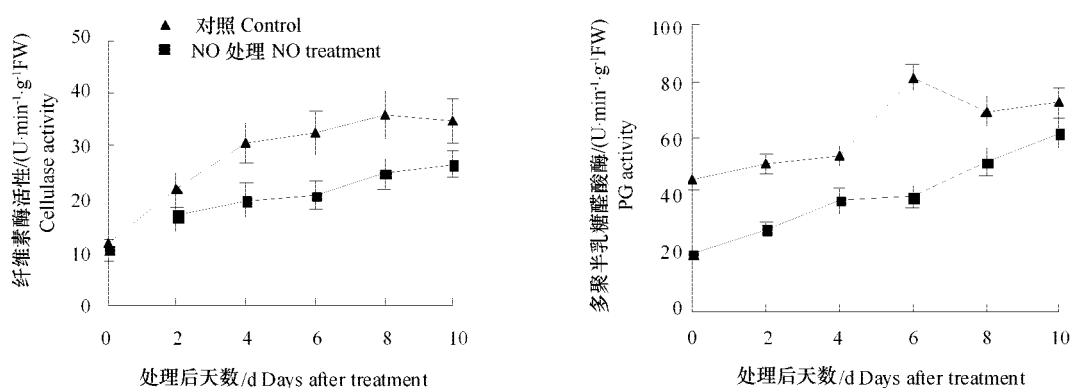 ▲ 对照 Control
■ NO 处理 NO treatment
纤维素酶活性/(U·min⁻¹·g⁻¹FW)
Cellulase activity
50
40
30
20
10
0
0 2 4 6 8 10
处理后天数/d Days after treatment
多聚半乳糖醛酸酶/(U·min⁻¹·g⁻¹FW)
PG activity
100
80
60
40
20
0
0 2 4 6 8 10
处理后天数/d Days after treatment